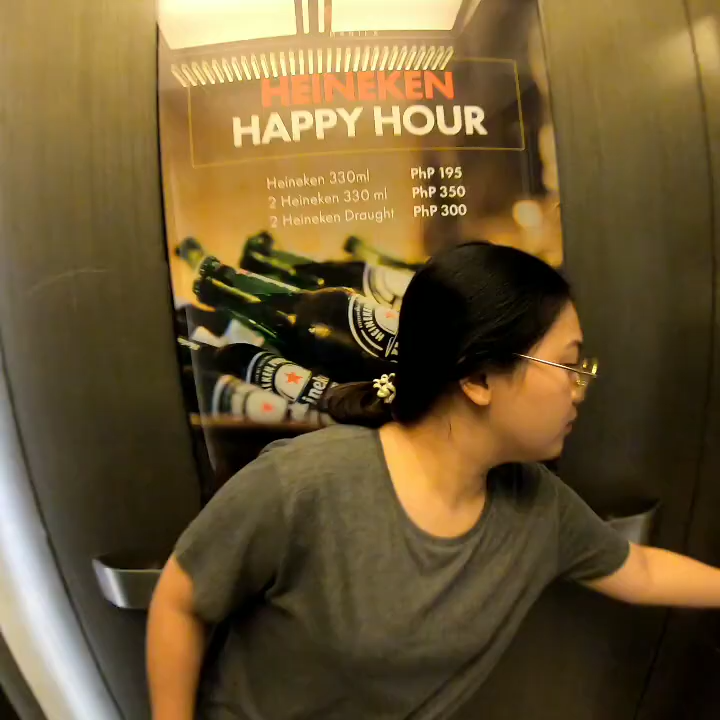 HEINEKEN
HAPPY HOUR
Heineken 330ml PhP 195
2 Heineken 330 ml PhP 350
2 Heineken Draught PhP 300